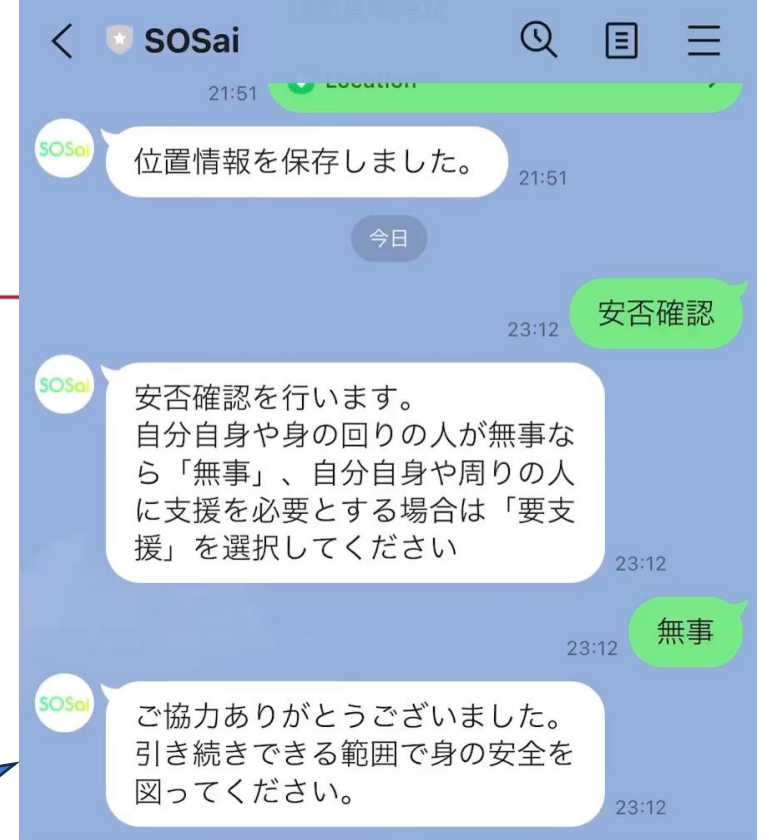 SOSai
21:51
Location
SOSai
位置情報を保存しました。
21:51
今日
安否確認
23:12
SOSai
安否確認を行います。
自分自身や身の回りの人が無事な
ら「無事」、自分自身や周りの人
に支援を必要とする場合は「要支
援」を選択してください
23:12
無事
23:12
SOSai
ご協力ありがとうございました。
引き続きできる範囲で身の安全を
図ってください。
23:12